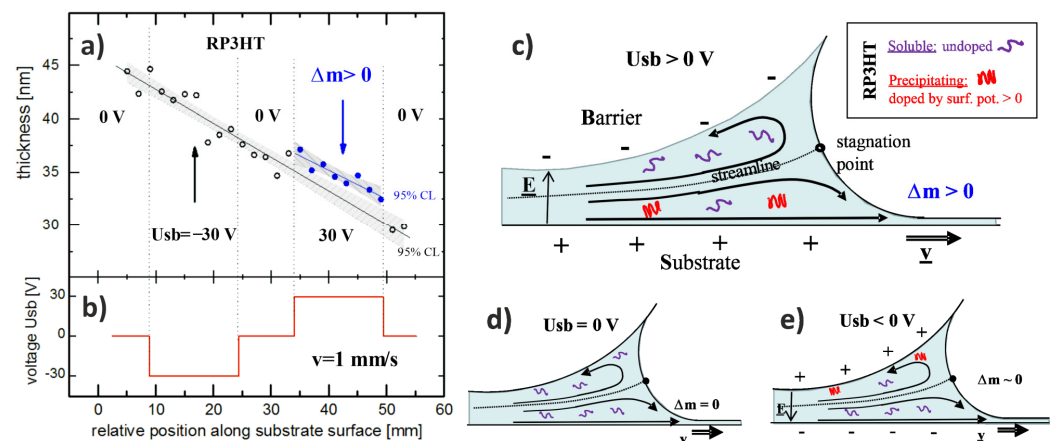 a)
RP3HT
Δm> 0
0 V
0 V
0 V
95% CL
Usb=−30 V
30 V
95% CL
45
40
35
30
25
thickness [nm]
b)
v=1 mm/s
30
0
-30
voltage Usb [V]
0 10 20 30 40 50 60
relative position along substrate surface [mm]
c)
Usb > 0 V
Barrier
- - - -
E
streamline
stagnation
point
Δm > 0
+ + + +
Substrate
v
RP3HT
Soluble: undoped
Precipitating:
doped by surf. pot. > 0
d)
Usb = 0 V
Δm = 0
v
e)
Usb < 0 V
+ + + +
E
Δm ~ 0
- - - -
v